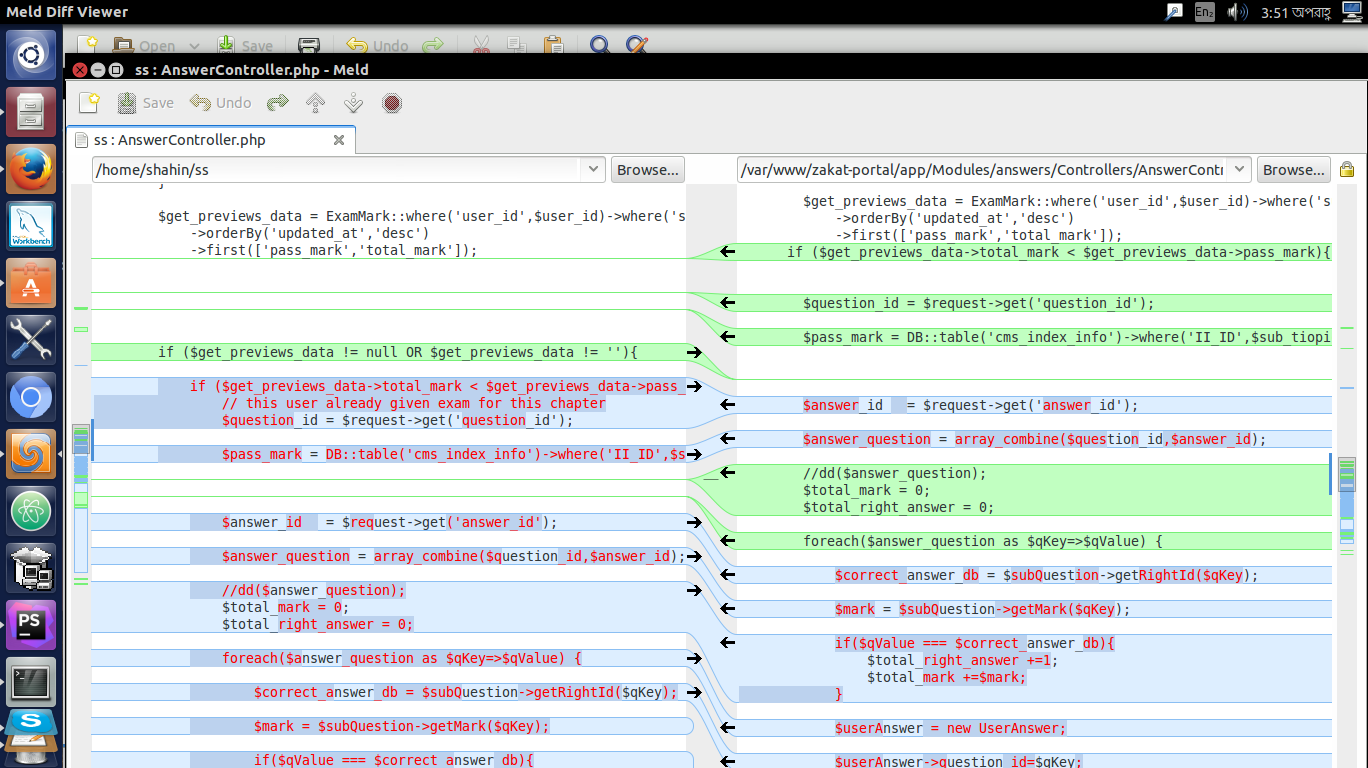 Meld Diff Viewer
En₂
3:51 অপরাহ্ণ
Open
Save
Undo
ss : AnswerController.php - Meld
Save
Undo
ss : AnswerController.php
/home/shahin/ss
Browse...
}
$get_previews_data = ExamMark::where('user_id',$user_id)->where('s
->orderBy('updated_at','desc')
->first(['pass_mark','total_mark']);
if ($get_previews_data != null OR $get_previews_data != ''){
if ($get_previews_data->total_mark < $get_previews_data->pass_
// this user already given exam for this chapter
$question_id = $request->get('question_id');
$pass_mark = DB::table('cms_index_info')->where('II_ID',$s
$answer_id = $request->get('answer_id');
$answer_question = array_combine($question_id,$answer_id);
//dd($answer_question);
$total_mark = 0;
$total_right_answer = 0;
foreach($answer_question as $qKey=>$qValue) {
$correct_answer_db = $subQuestion->getRightId($qKey);
$mark = $subQuestion->getMark($qKey);
if($qValue === $correct_answer_db){
/var/www/zakat-portal/app/Modules/answers/Controllers/AnswerContr
Browse...
$get_previews_data = ExamMark::where('user_id',$user_id)->where('s
->orderBy('updated_at','desc')
->first(['pass_mark','total_mark']);
if ($get_previews_data->total_mark < $get_previews_data->pass_mark){
$question_id = $request->get('question_id');
$pass_mark = DB::table('cms_index_info')->where('II_ID',$sub_tiopi
$answer_id = $request->get('answer_id');
$answer_question = array_combine($question_id,$answer_id);
//dd($answer_question);
$total_mark = 0;
$total_right_answer = 0;
foreach($answer_question as $qKey=>$qValue) {
$correct_answer_db = $subQuestion->getRightId($qKey);
$mark = $subQuestion->getMark($qKey);
if($qValue === $correct_answer_db){
$total_right_answer +=1;
$total_mark +=$mark;
}
$userAnswer = new UserAnswer;
$userAnswer->question_id=$qKey;
MySQL
Workbench
A
PS
>_
S